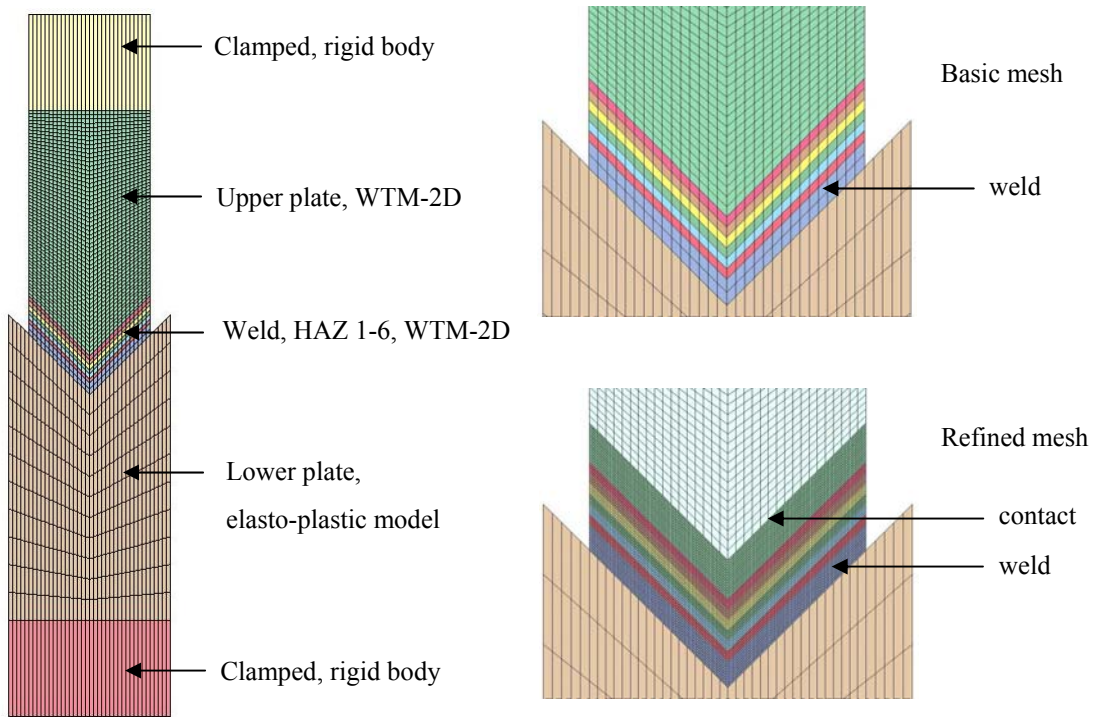 Clamped, rigid body
Upper plate, WTM-2D
Weld, HAZ 1-6, WTM-2D
Lower plate,
elasto-plastic model
Clamped, rigid body
Basic mesh
weld
Refined mesh
contact
weld